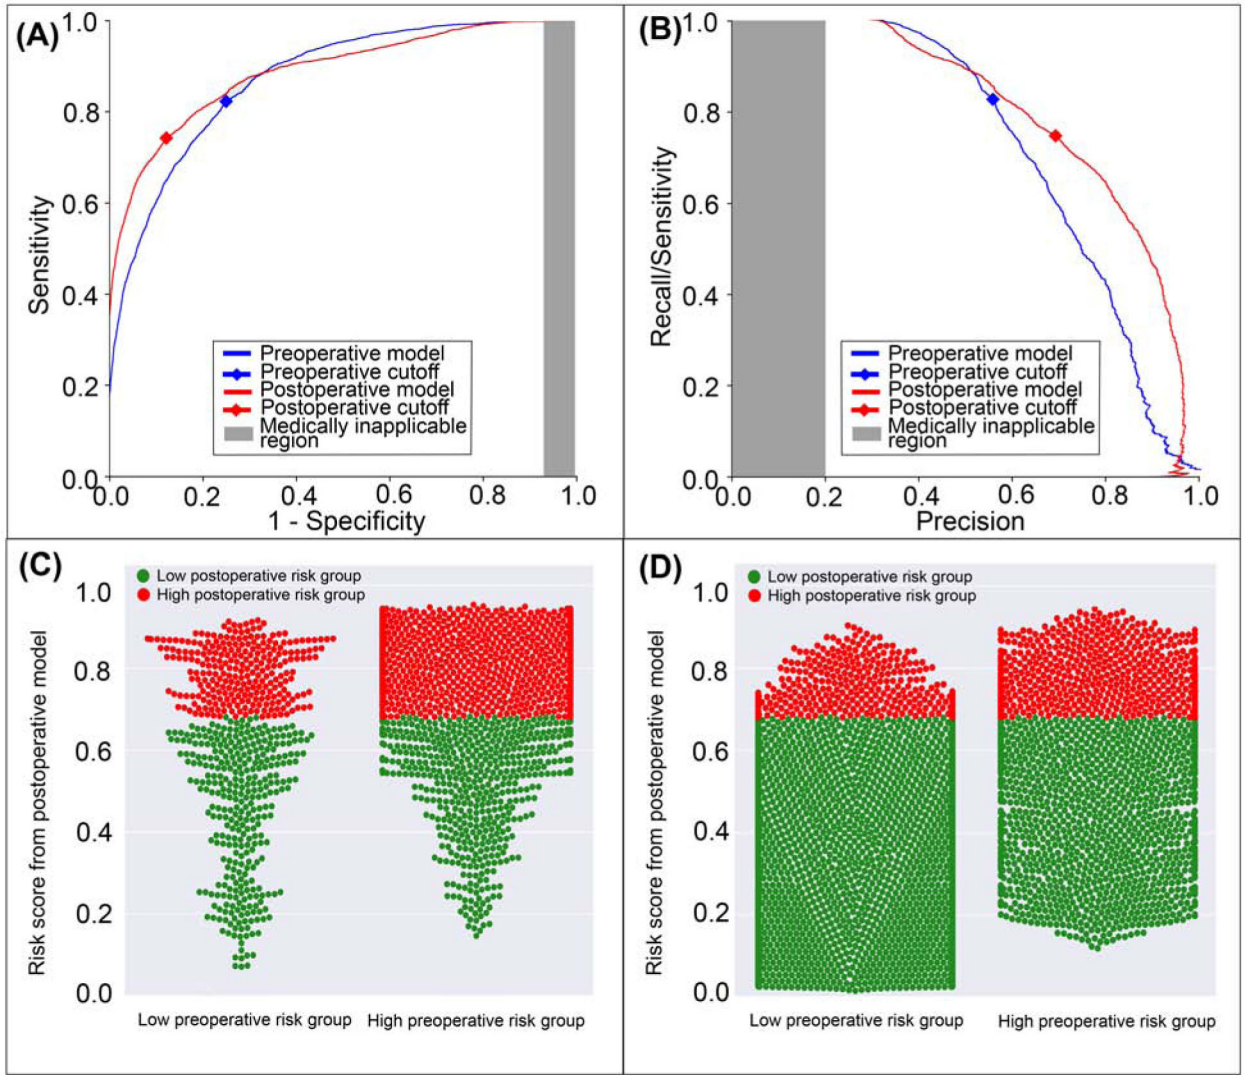 (A)
1.0
0.8
0.6
0.4
0.2
0.0
Sensitivity
Preoperative model
Preoperative cutoff
Postoperative model
Postoperative cutoff
Medically inapplicable
region
0.0 0.2 0.4 0.6 0.8 1.0
1 - Specificity
(B)
1.0
0.8
0.6
0.4
0.2
0.0
Recall/Sensitivity
Preoperative model
Preoperative cutoff
Postoperative model
Postoperative cutoff
Medically inapplicable
region
0.0 0.2 0.4 0.6 0.8 1.0
Precision
(C)
Low postoperative risk group
High postoperative risk group
1.0
0.8
0.6
0.4
0.2
0.0
Risk score from postoperative model
Low preoperative risk group High preoperative risk group
(D)
Low postoperative risk group
High postoperative risk group
1.0
0.8
0.6
0.4
0.2
0.0
Risk score from postoperative model
Low preoperative risk group High preoperative risk group